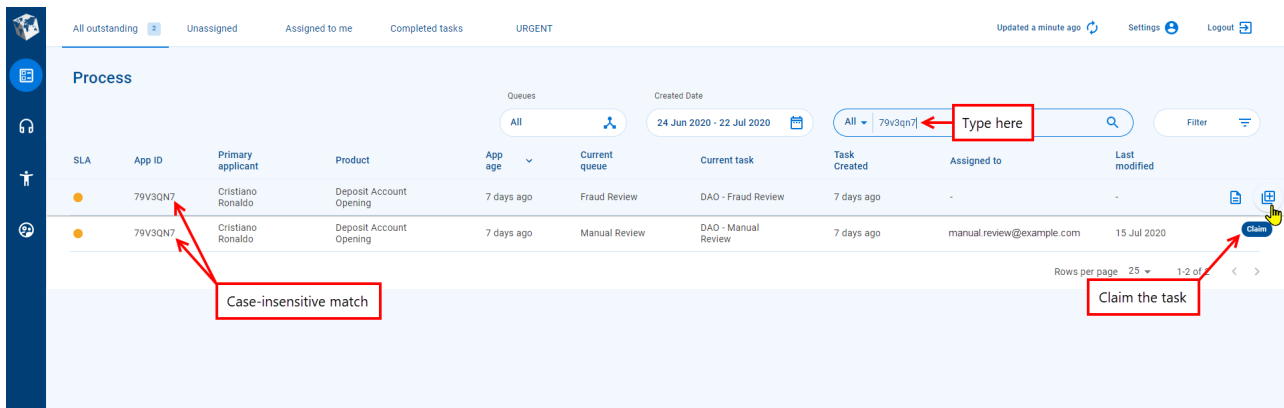 All outstanding 2 Unassigned Assigned to me Completed tasks URGENT Updated a minute ago Settings Logout
Process
Queues Created Date
All 24 Jun 2020 - 22 Jul 2020 All 79v3qn7 Type here Filter
SLA App ID Primary applicant Product App age Current queue Current task Task Created Assigned to Last modified
79V3QN7 Cristiano Ronaldo Deposit Account Opening 7 days ago Fraud Review DAO - Fraud Review 7 days ago - -
79V3QN7 Cristiano Ronaldo Deposit Account Opening 7 days ago Manual Review DAO - Manual Review 7 days ago manual.review@example.com 15 Jul 2020 Claim
Rows per page 25 1-2 of 2
Case-insensitive match Claim the task